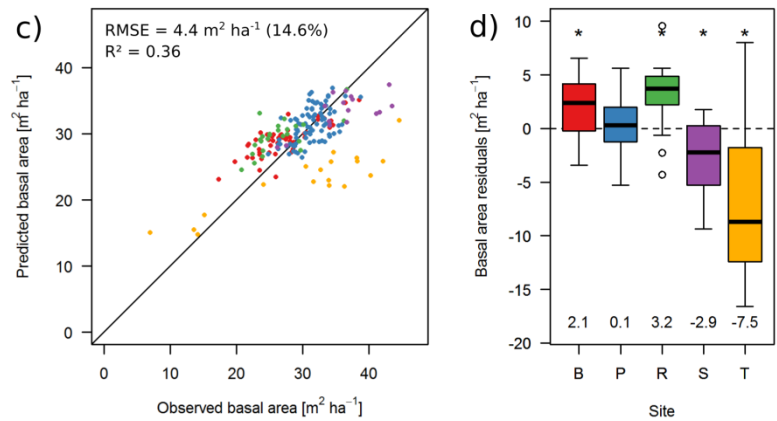 c)
RMSE = 4.4 m² ha⁻¹ (14.6%)
R² = 0.36
Predicted basal area [m² ha⁻¹]
40
30
20
10
0
0 10 20 30 40
Observed basal area [m² ha⁻¹]
d)
Basal area residuals [m² ha⁻¹]
10
5
0
-5
-10
-15
-20
* * * *
2.1 0.1 3.2 -2.9 -7.5
B P R S T
Site